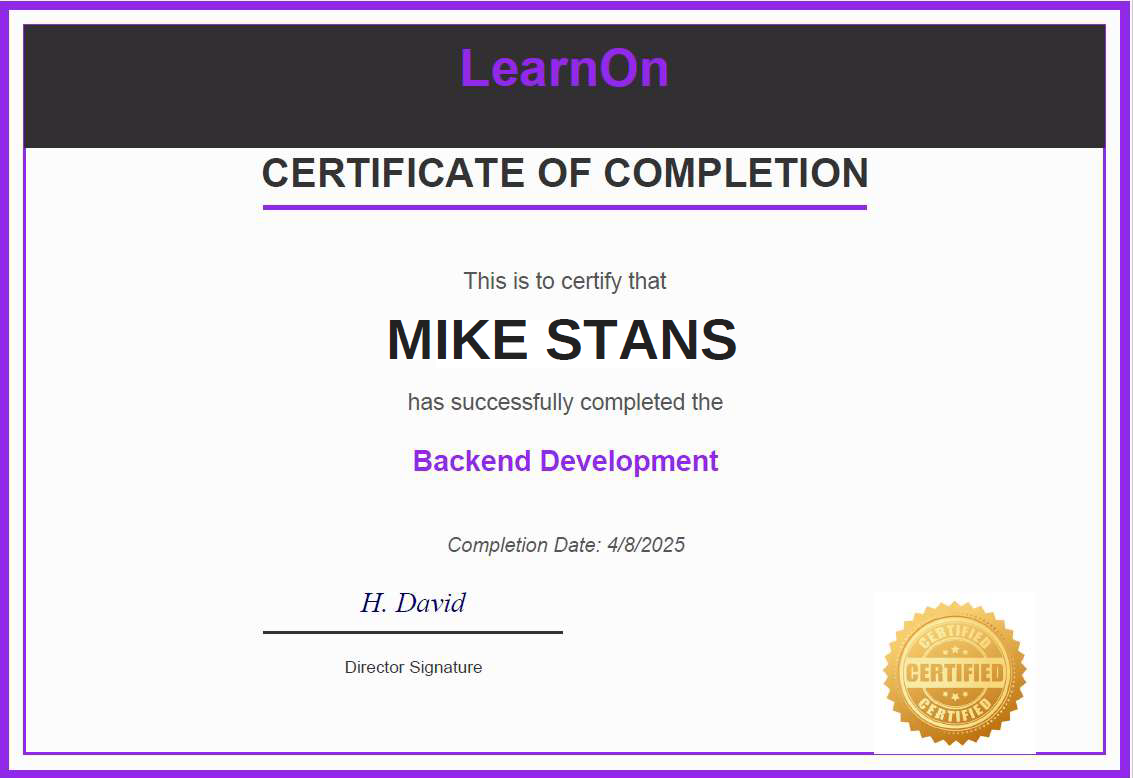 LearnOn
CERTIFICATE OF COMPLETION
This is to certify that
MIKE STANS
has successfully completed the
Backend Development
Completion Date: 4/8/2025
H. David
Director Signature
CERTIFIED
CERTIFIED
CERTIFIED